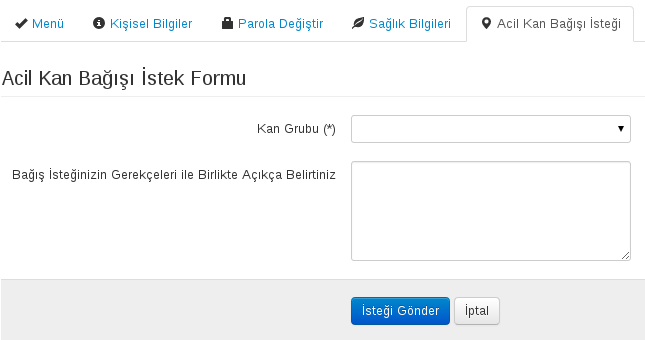 Menü Kişisel Bilgiler Parola Değiştir Sağlık Bilgileri Acil Kan Bağışı İsteği
Acil Kan Bağışı İstek Formu
Kan Grubu (*)
Bağış İsteğinizin Gerekçeleri ile Birlikte Açıkça Belirtiniz
İsteği Gönder İptal